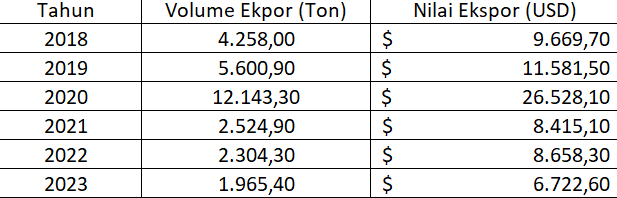 Tahun Volume Ekpor (Ton) Nilai Ekspor (USD)
2018 4.258,00 $ 9.669,70
2019 5.600,90 $ 11.581,50
2020 12.143,30 $ 26.528,10
2021 2.524,90 $ 8.415,10
2022 2.304,30 $ 8.658,30
2023 1.965,40 $ 6.722,60